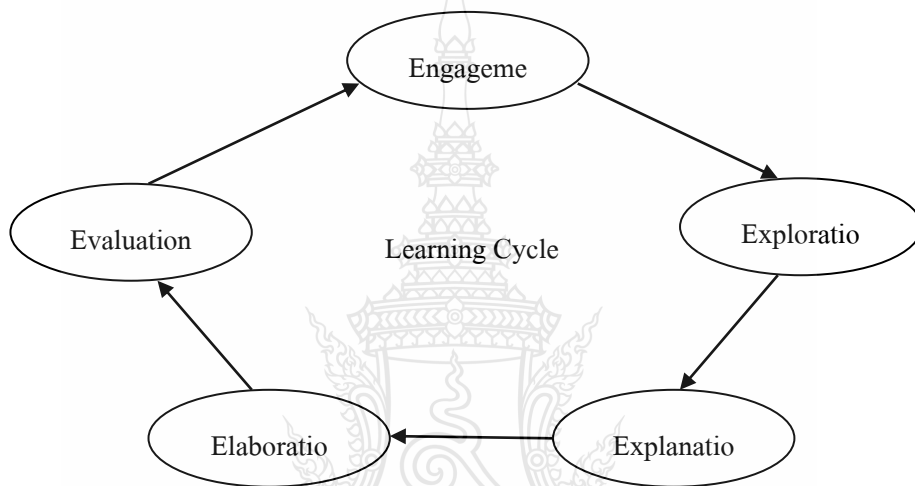 Engageme
Evaluation
Exploratio
Learning Cycle
Elaboratio
Explanatio